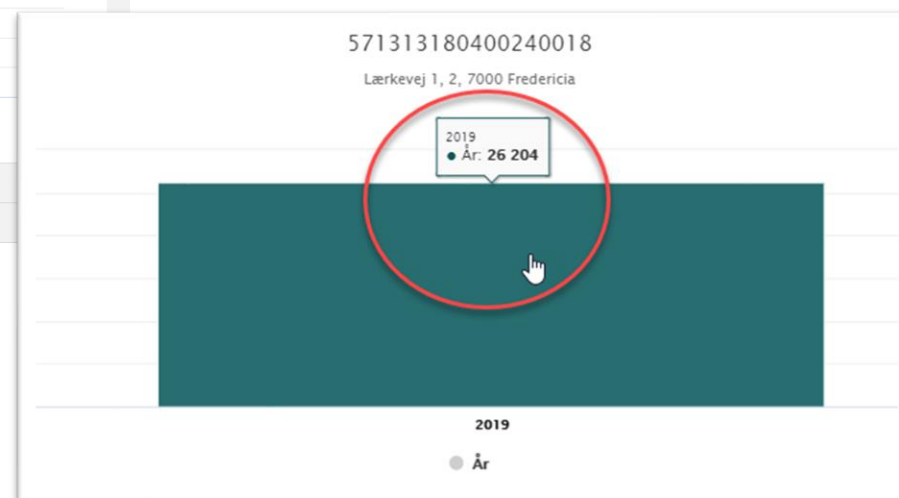 571313180400240018
Lærkevej 1, 2, 7000 Fredericia
2019
● År: 26 204
2019
År